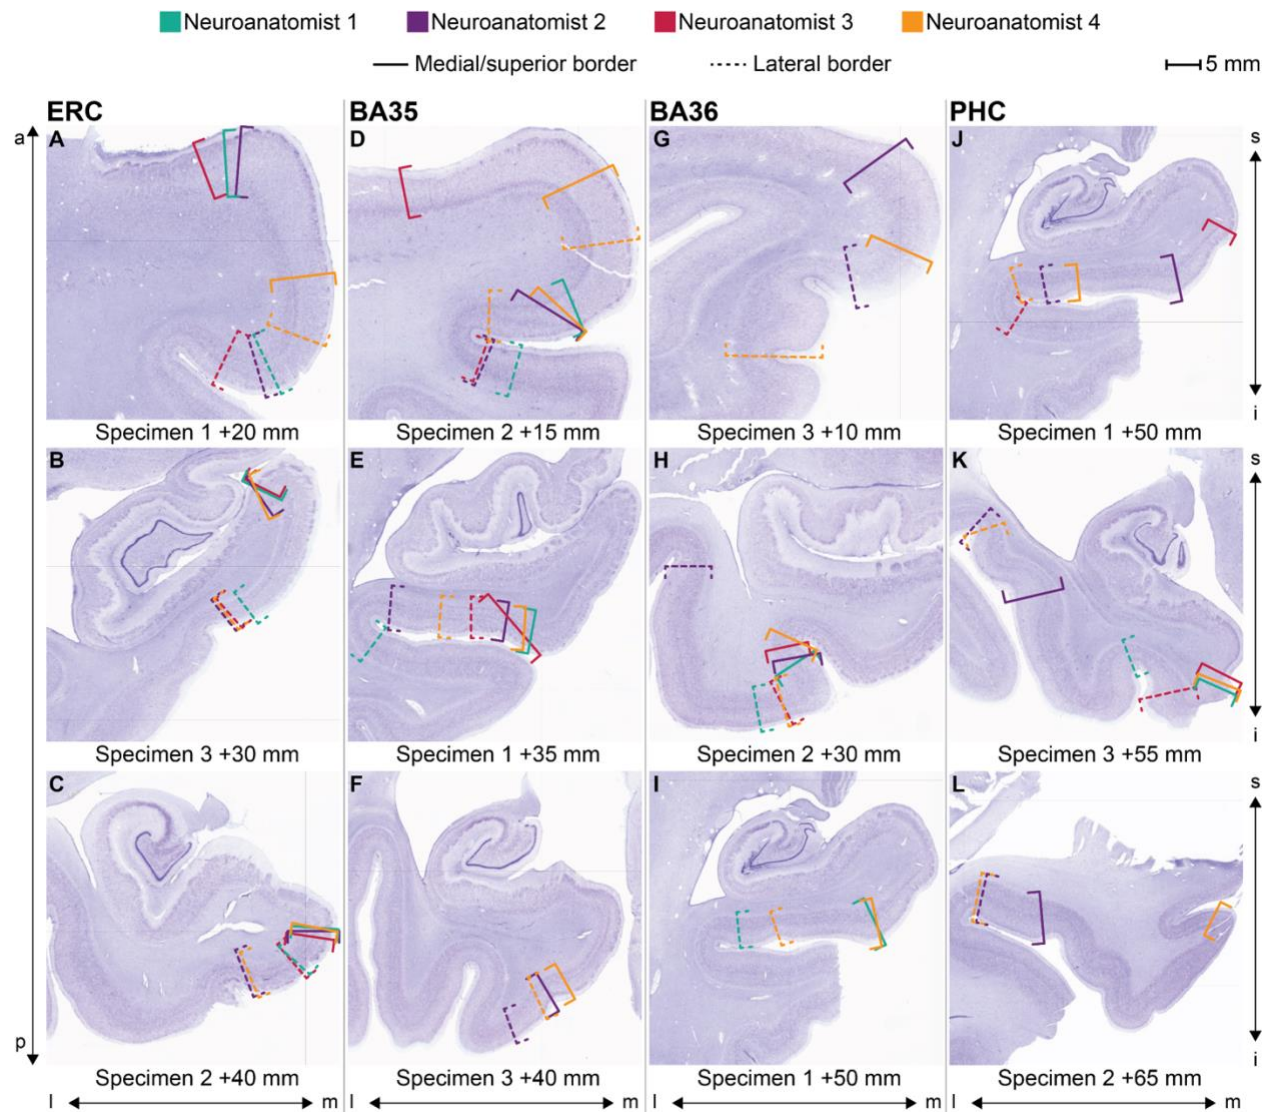 Neuroanatomist 1 Neuroanatomist 2 Neuroanatomist 3 Neuroanatomist 4
Medial/superior border Lateral border 5 mm
ERC BA35 BA36 PHC
a A D G J s
i
Specimen 1 +20 mm Specimen 2 +15 mm Specimen 3 +10 mm Specimen 1 +50 mm
B E H K s
i
Specimen 3 +30 mm Specimen 1 +35 mm Specimen 2 +30 mm Specimen 3 +55 mm
C F I L s
p i
Specimen 2 +40 mm Specimen 3 +40 mm Specimen 1 +50 mm Specimen 2 +65 mm
l m l m l m l m